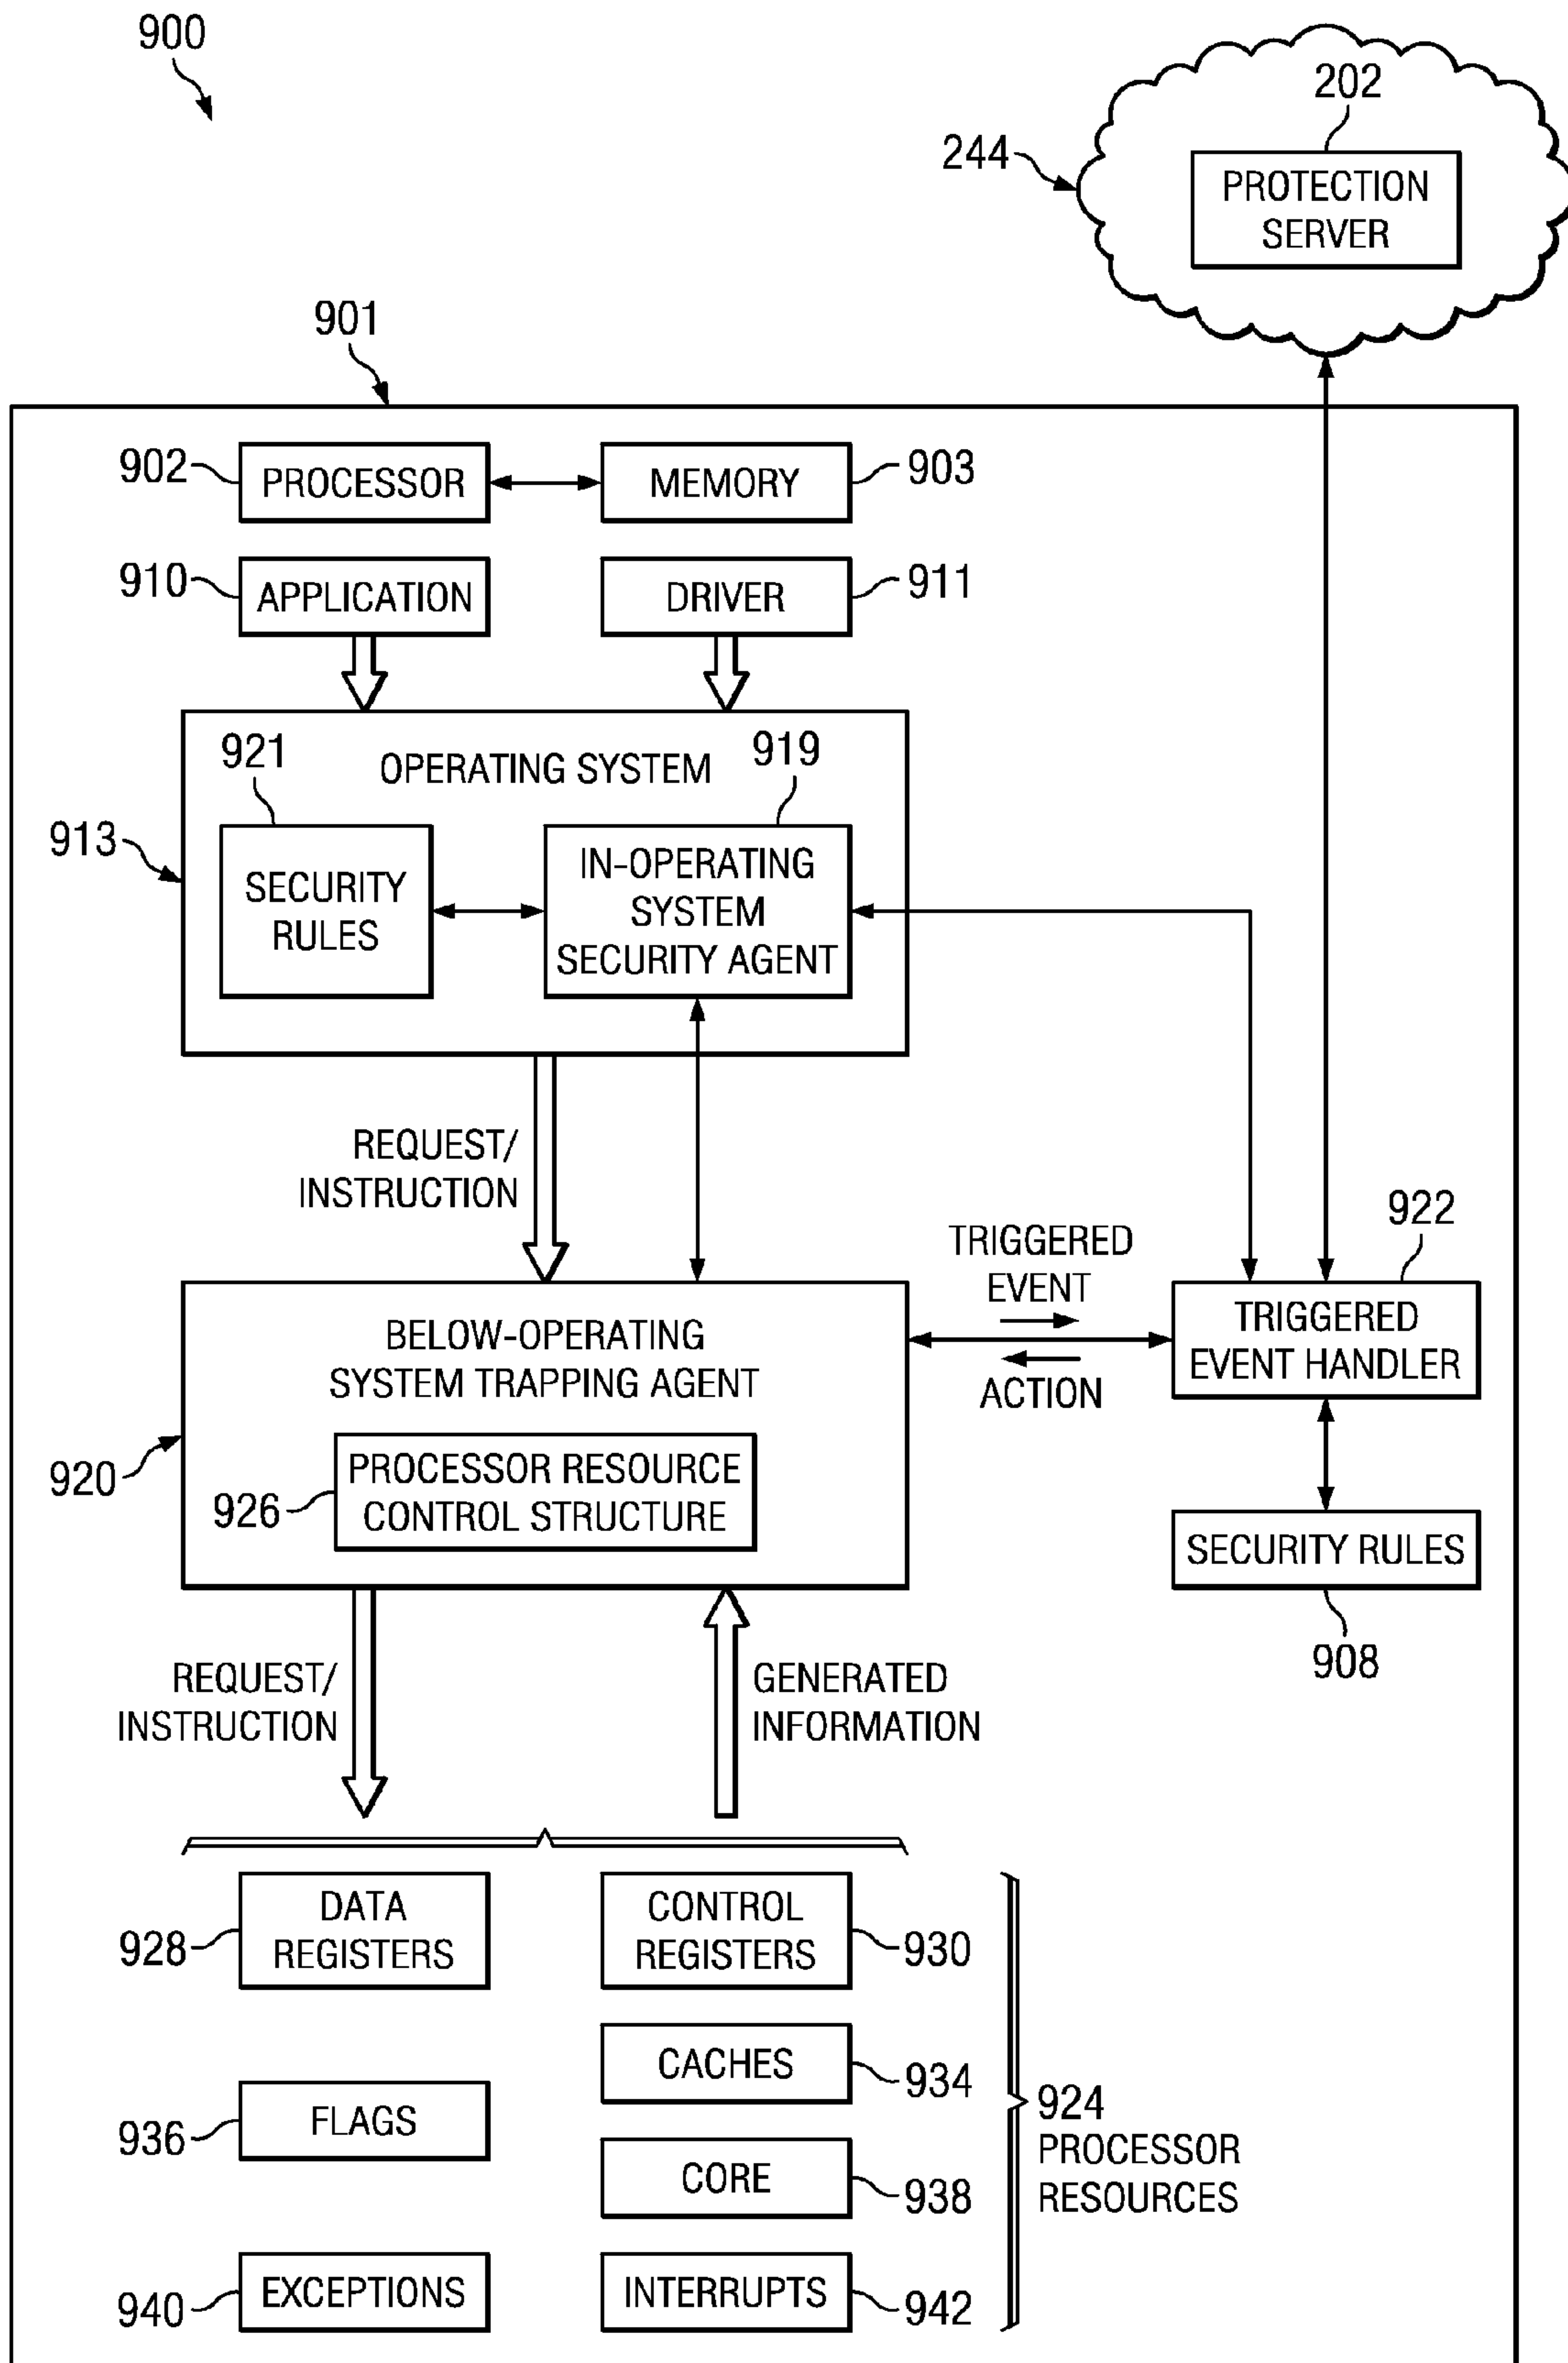 900
202
244
PROTECTION
SERVER
901
902
PROCESSOR
MEMORY
903
910
APPLICATION
DRIVER
911
921
OPERATING SYSTEM
919
913
SECURITY
RULES
IN-OPERATING
SYSTEM
SECURITY AGENT
REQUEST/
INSTRUCTION
TRIGGERED
EVENT
ACTION
922
TRIGGERED
EVENT HANDLER
BELOW-OPERATING
SYSTEM TRAPPING AGENT
920
926
PROCESSOR RESOURCE
CONTROL STRUCTURE
SECURITY RULES
908
REQUEST/
INSTRUCTION
GENERATED
INFORMATION
928
DATA
REGISTERS
CONTROL
REGISTERS
930
CACHES
934
936
FLAGS
924
PROCESSOR
RESOURCES
CORE
938
940
EXCEPTIONS
INTERRUPTS
942